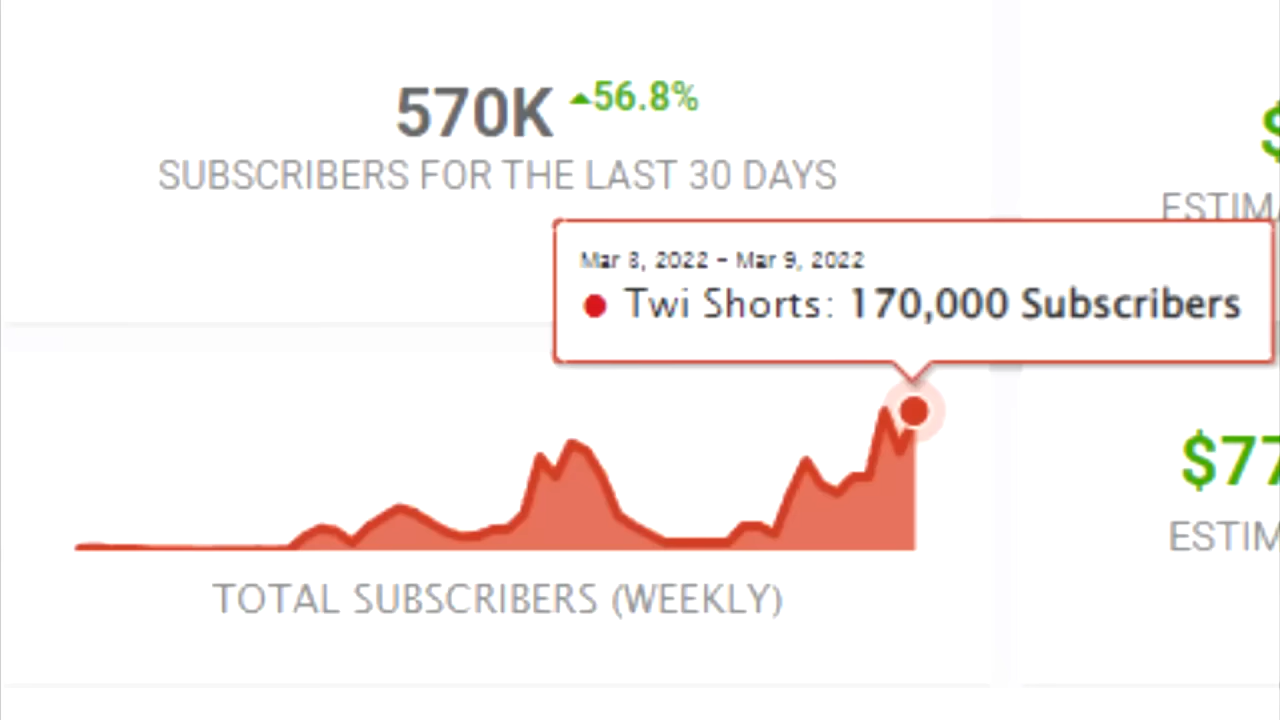 570K 56.8%
SUBSCRIBERS FOR THE LAST 30 DAYS
$
ESTIM
Mar 8, 2022 - Mar 9, 2022
Twi Shorts: 170,000 Subscribers
$77
ESTIM
TOTAL SUBSCRIBERS (WEEKLY)